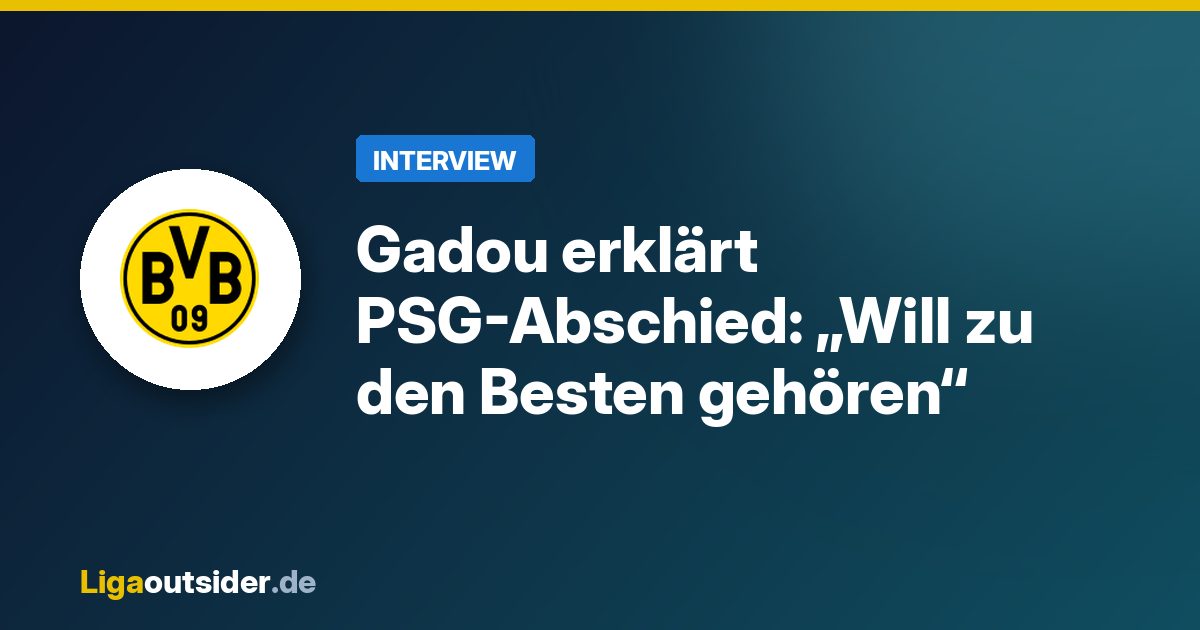 INTERVIEW
Gadou erklärt
PSG-Abschied: „Will zu
den Besten gehören“
BVB
09
Ligaoutsider.de